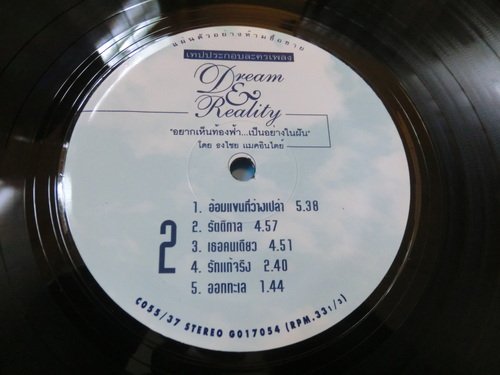 แผ่นตัวอย่างห้ามซื้อขาย
เทปประกอบละครเพลง
Dream
&
Reality
"อยากเห็นท้องฟ้า...เป็นอย่างในฝัน"
โดย ธงไชย แมคอินไตย์
2
1. อ้อมแขนที่ว่างเปล่า 5.38
2. รัตติกาล 4.57
3. เธอคนเดียว 4.51
4. รักแท้จริง 2.40
5. ออกทะเล 1.44
C055/37 STEREO G017054 (RPM.33 1/3)